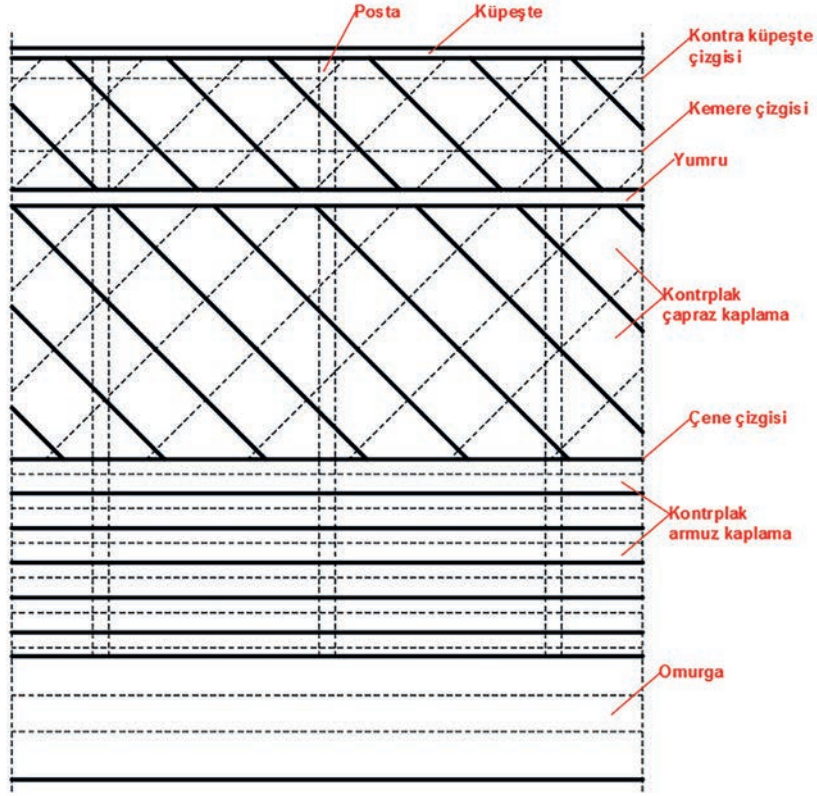 Posta
Küpeşte
Kontra küpeşte
çizgisi
Kemere çizgisi
Yumru
Kontrplak
çapraz kaplama
Çene çizgisi
Kontrplak
armuz kaplama
Omurga